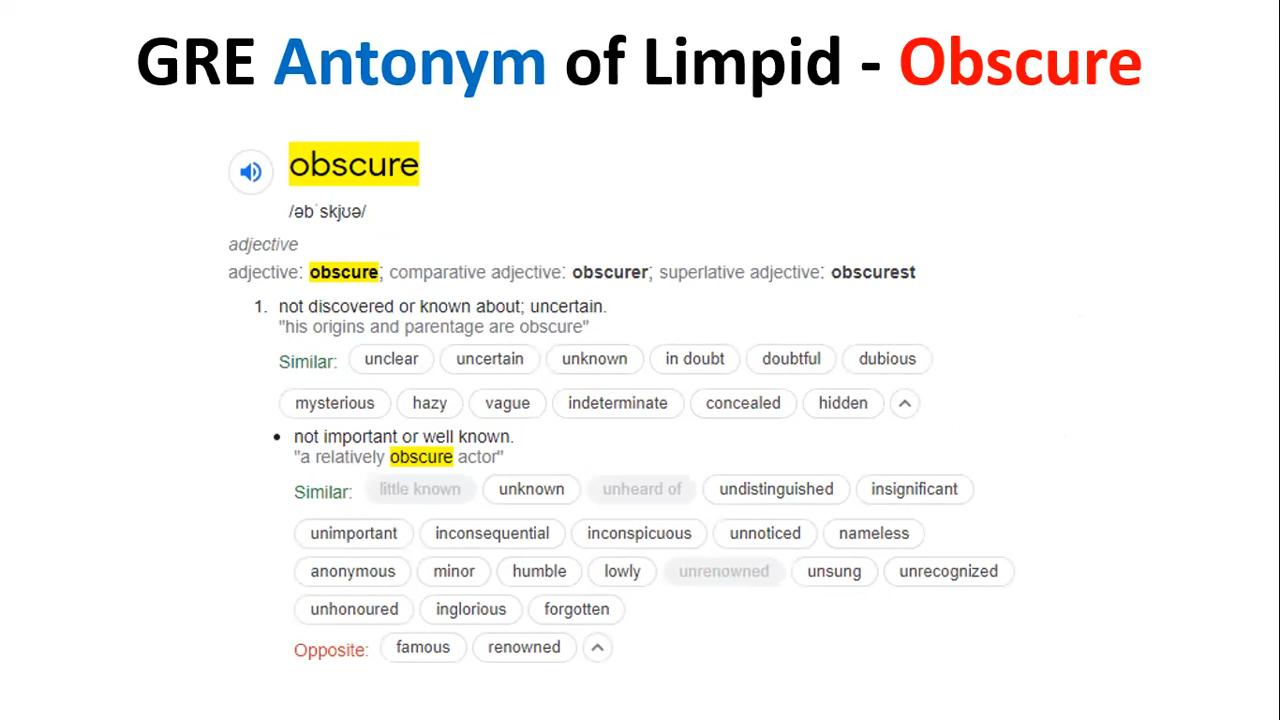 GRE Antonym of Limpid - Obscure
obscure
/əbˈskjʊə/
adjective
adjective: obscure; comparative adjective: obscurer; superlative adjective: obscurest
1. not discovered or known about; uncertain.
"his origins and parentage are obscure"
Similar: unclear uncertain unknown in doubt doubtful dubious
mysterious hazy vague indeterminate concealed hidden
• not important or well known.
"a relatively obscure actor"
Similar: little known unknown unheard of undistinguished insignificant
unimportant inconsequential inconspicuous unnoticed nameless
anonymous minor humble lowly unrenowned unsung unrecognized
unhonoured inglorious forgotten
Opposite: famous renowned